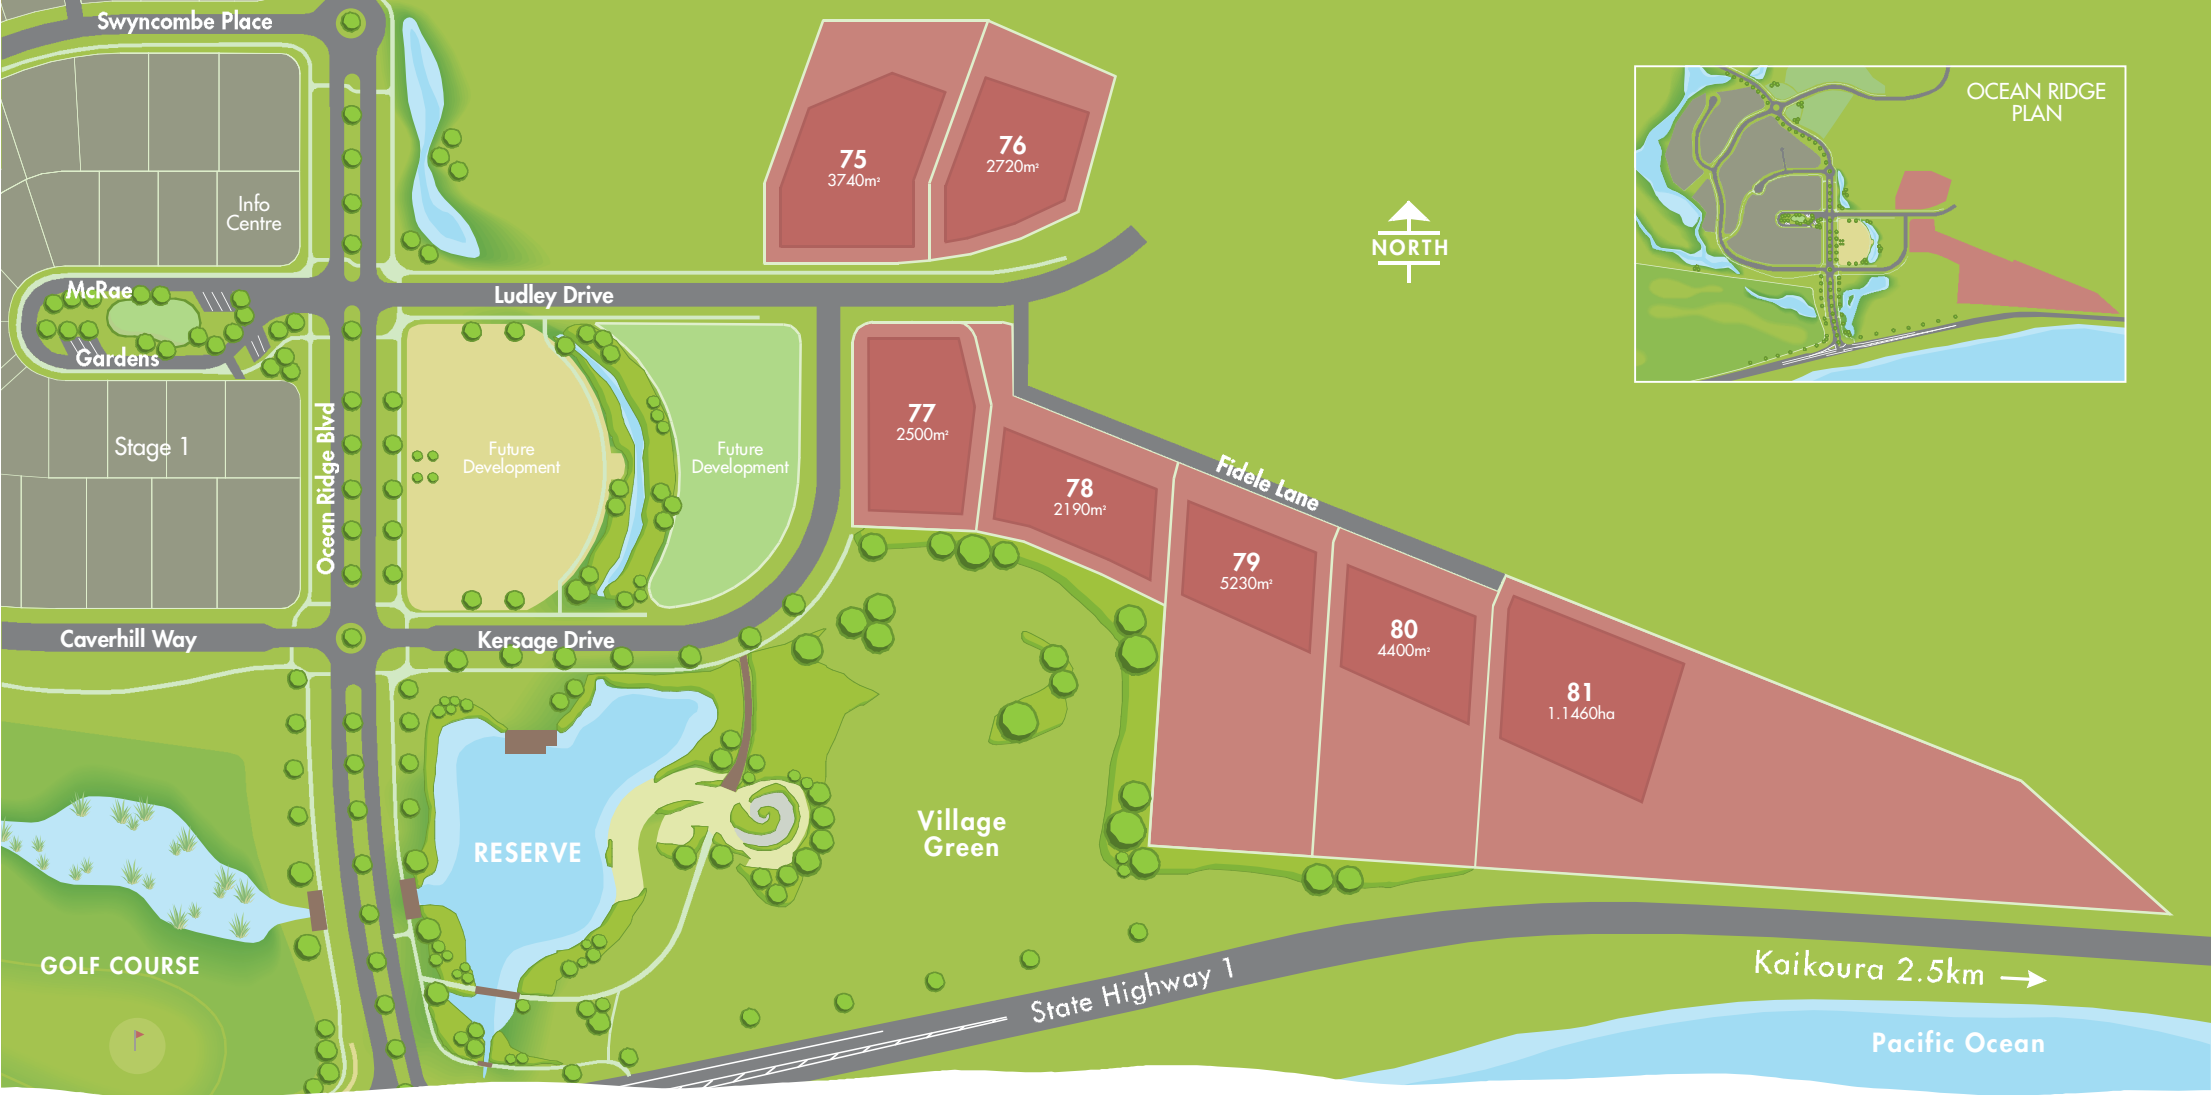 Swyncombe Place
OCEAN RIDGE
PLAN
75
3740m²
76
2720m²
Info
Centre
NORTH
McRae
Gardens
Ludley Drive
77
2500m²
Stage 1
Ocean Ridge Blvd
Future
Development
Future
Development
78
2190m²
Fidele Lane
79
5230m²
80
4400m²
81
1.1460ha
Caverhill Way
Kersage Drive
RESERVE
Village
Green
GOLF COURSE
State Highway 1
Kaikoura 2.5km
Pacific Ocean